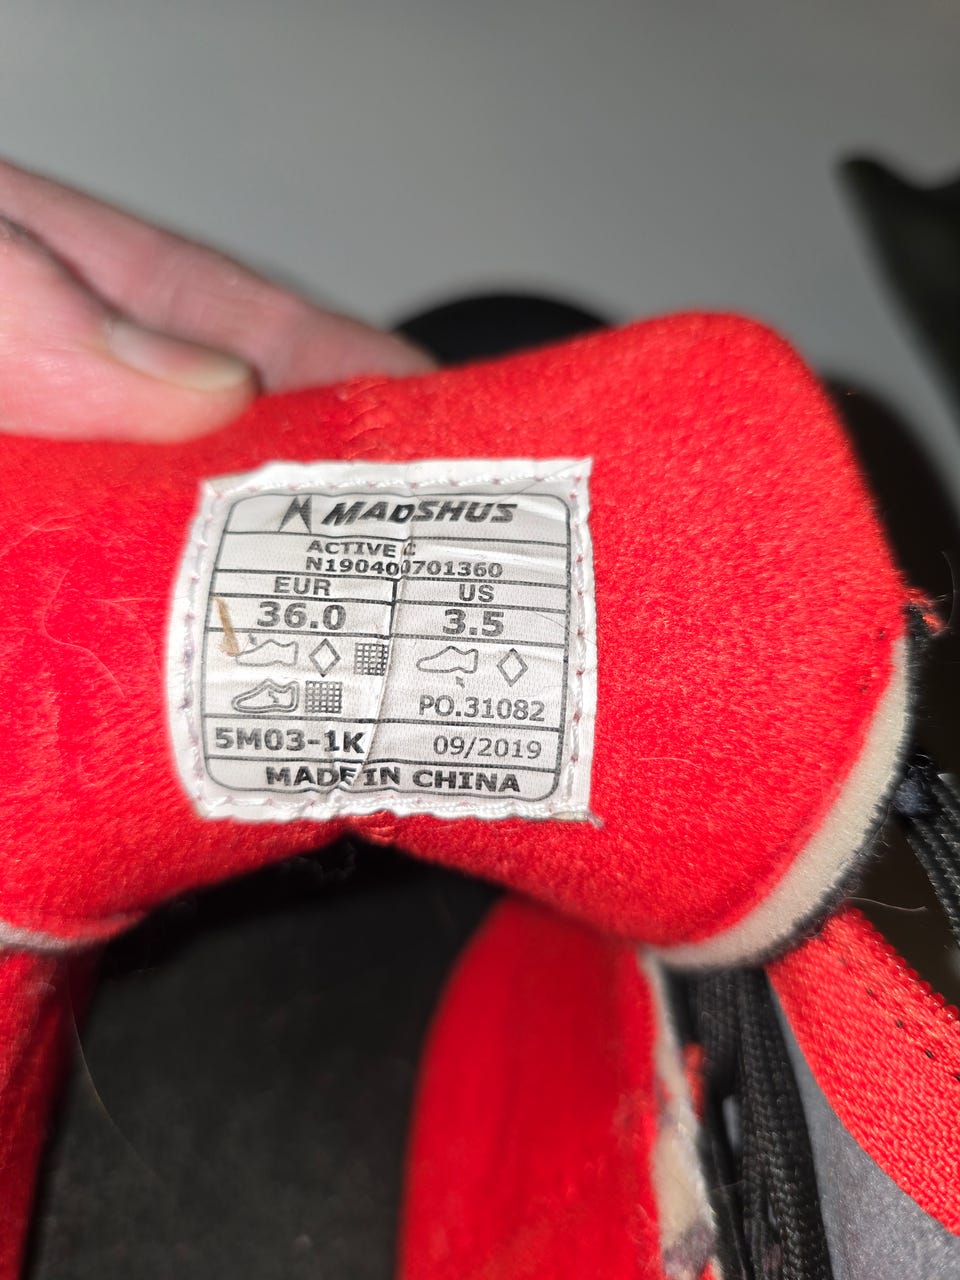 MADSHUS
ACTIVE C
N190400701360
EUR US
36.0 3.5
PO.31082
5M03-1K 09/2019
MADE IN CHINA